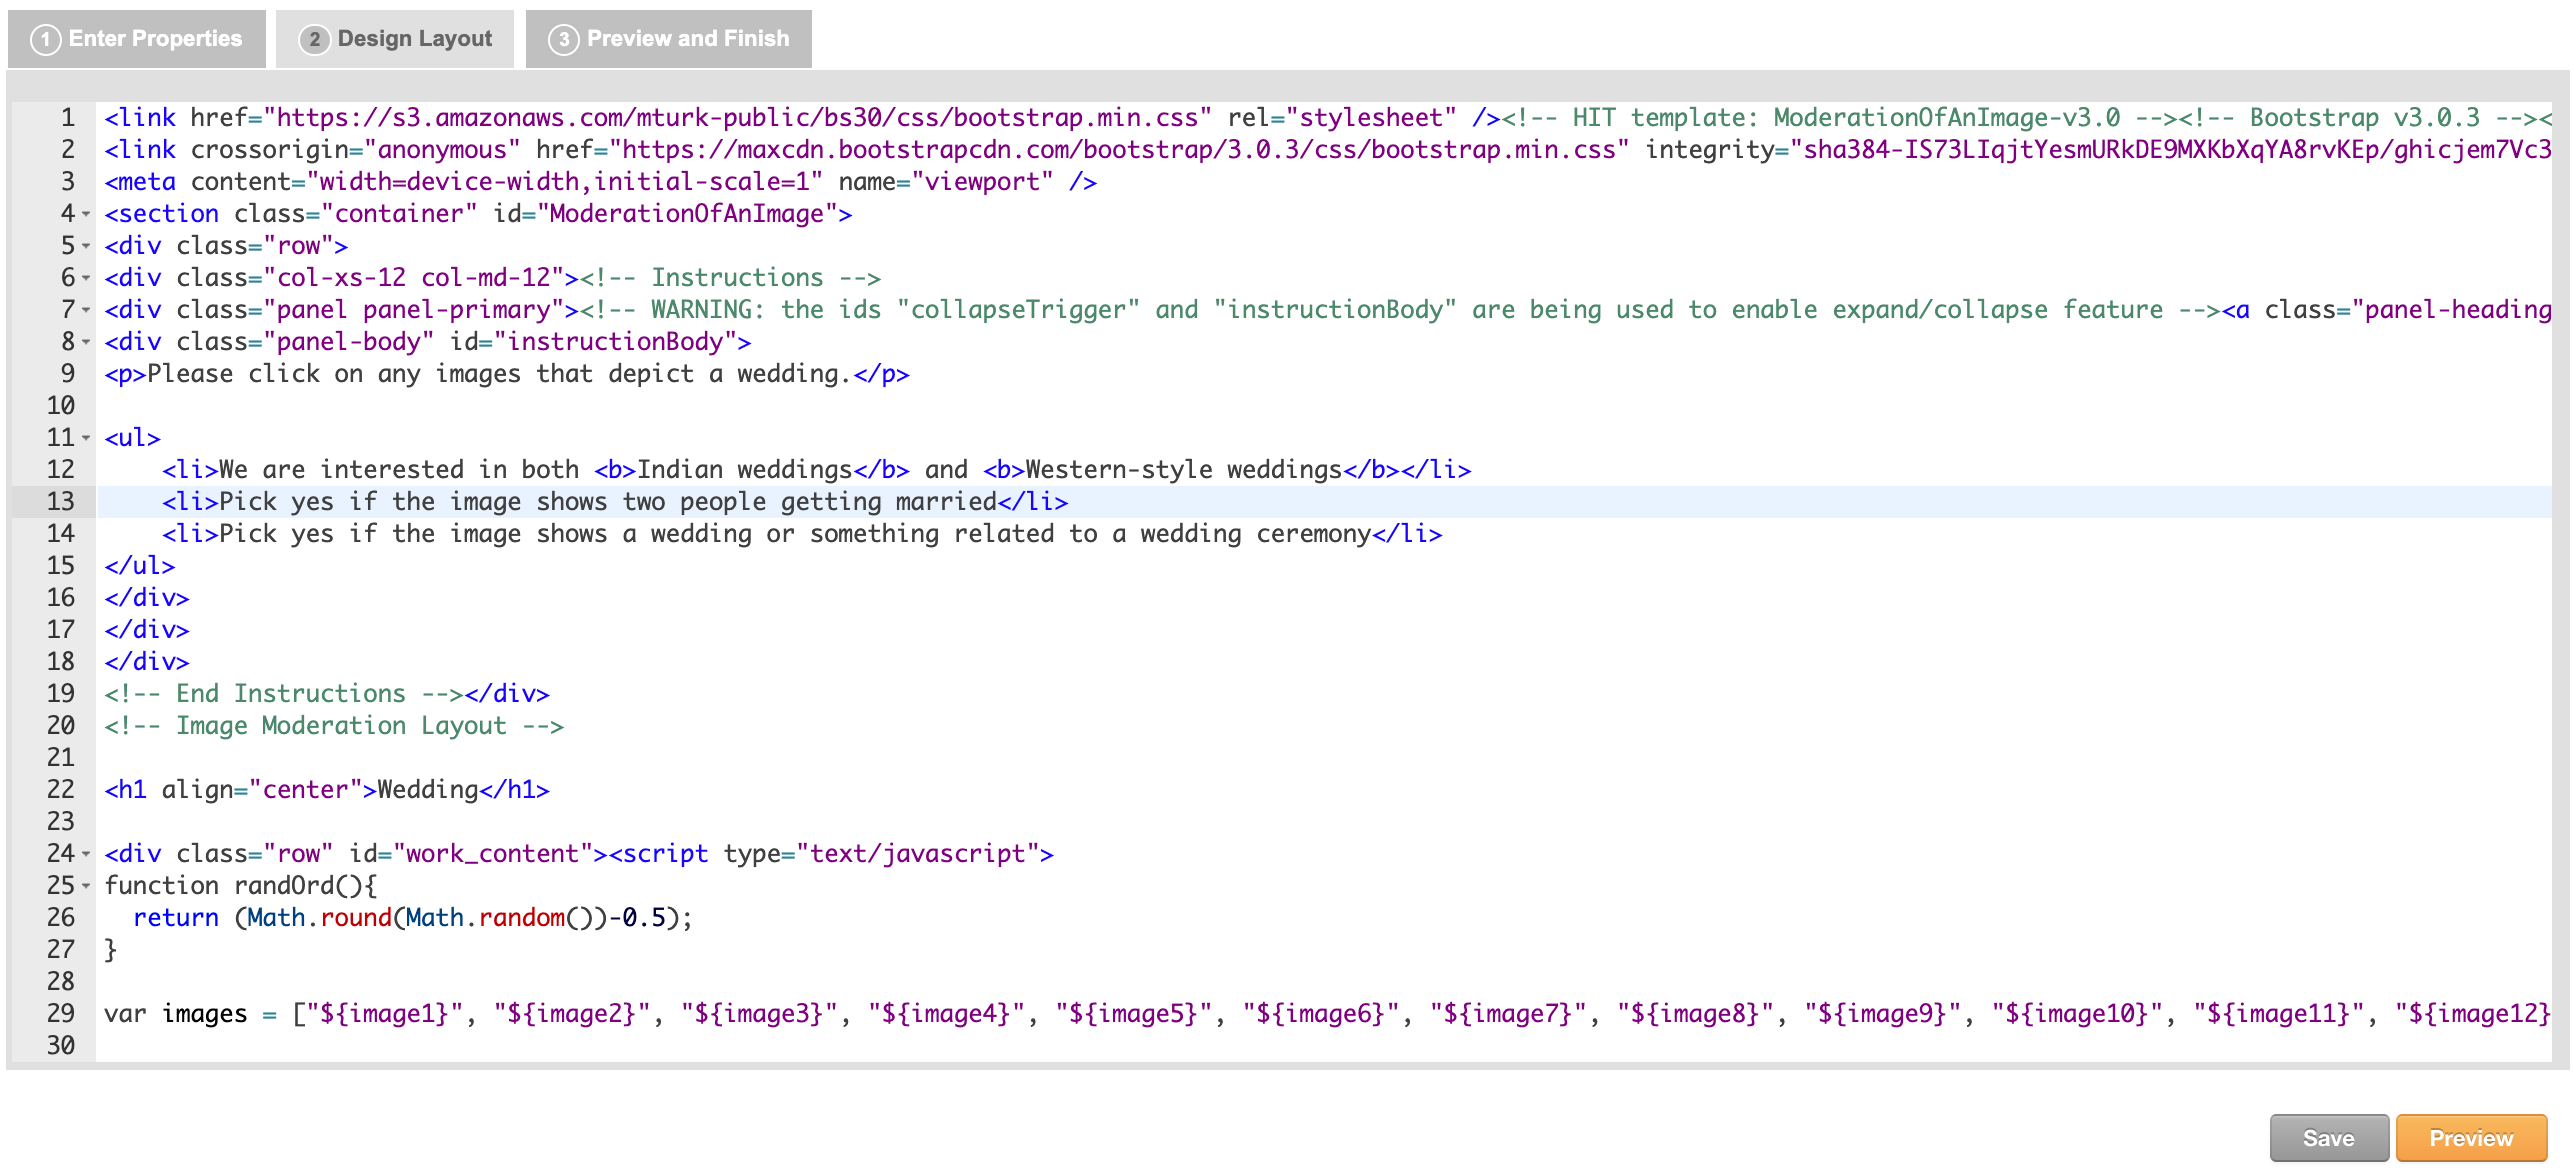 1 Enter Properties 2 Design Layout 3 Preview and Finish
1 <link href="https://s3.amazonaws.com/mturk-public/bs30/css/bootstrap.min.css" rel="stylesheet" /><!-- HIT template: ModerationOfAnImage-v3.0 --><!-- Bootstrap v3.0.3 --><
2 <link crossorigin="anonymous" href="https://maxcdn.bootstrapcdn.com/bootstrap/3.0.3/css/bootstrap.min.css" integrity="sha384-IS73LIqjtYesmURkDE9MXKbXqYA8rvKEp/ghicjem7Vc3
3 <meta content="width=device-width,initial-scale=1" name="viewport" />
4 <section class="container" id="ModerationOfAnImage">
5 <div class="row">
6 <div class="col-xs-12 col-md-12"><!-- Instructions -->
7 <div class="panel panel-primary"><!-- WARNING: the ids "collapseTrigger" and "instructionBody" are being used to enable expand/collapse feature --><a class="panel-heading
8 <div class="panel-body" id="instructionBody">
9 <p>Please click on any images that depict a wedding.</p>
10
11 <ul>
12 <li>We are interested in both <b>Indian weddings</b> and <b>Western-style weddings</b></li>
13 <li>Pick yes if the image shows two people getting married</li>
14 <li>Pick yes if the image shows a wedding or something related to a wedding ceremony</li>
15 </ul>
16 </div>
17 </div>
18 </div>
19 <!-- End Instructions --></div>
20 <!-- Image Moderation Layout -->
21
22 <h1 align="center">Wedding</h1>
23
24 <div class="row" id="work_content"><script type="text/javascript">
25 function randOrd(){
26 return (Math.round(Math.random())-0.5);
27 }
28
29 var images = ["${image1}", "${image2}", "${image3}", "${image4}", "${image5}", "${image6}", "${image7}", "${image8}", "${image9}", "${image10}", "${image11}", "${image12}
30
Save Preview